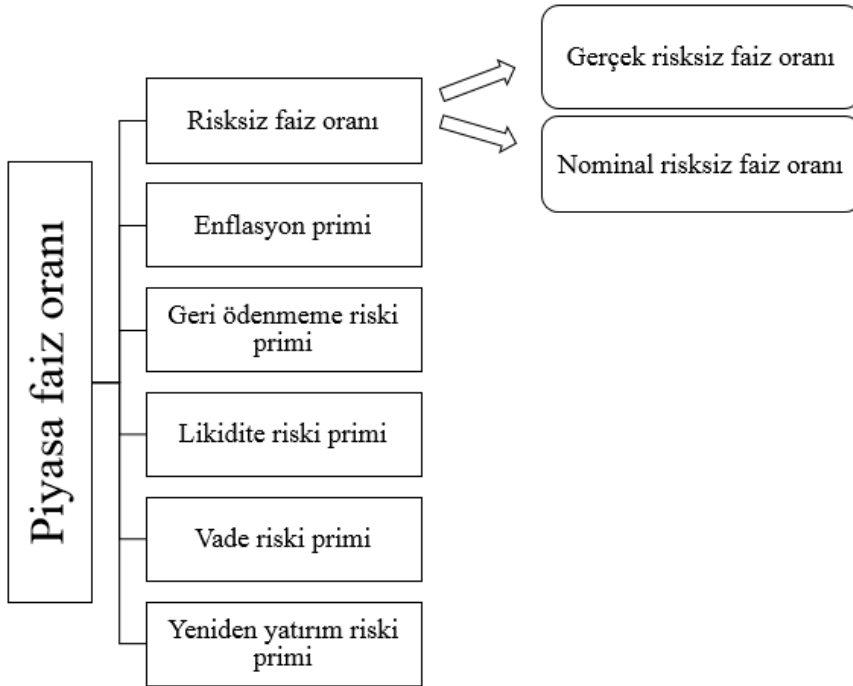 Piyasa faiz oranı
Risksiz faiz oranı
Gerçek risksiz faiz oranı
Nominal risksiz faiz oranı
Enflasyon primi
Geri ödenmeme riski
primi
Likidite riski primi
Vade riski primi
Yeniden yatırım riski
primi